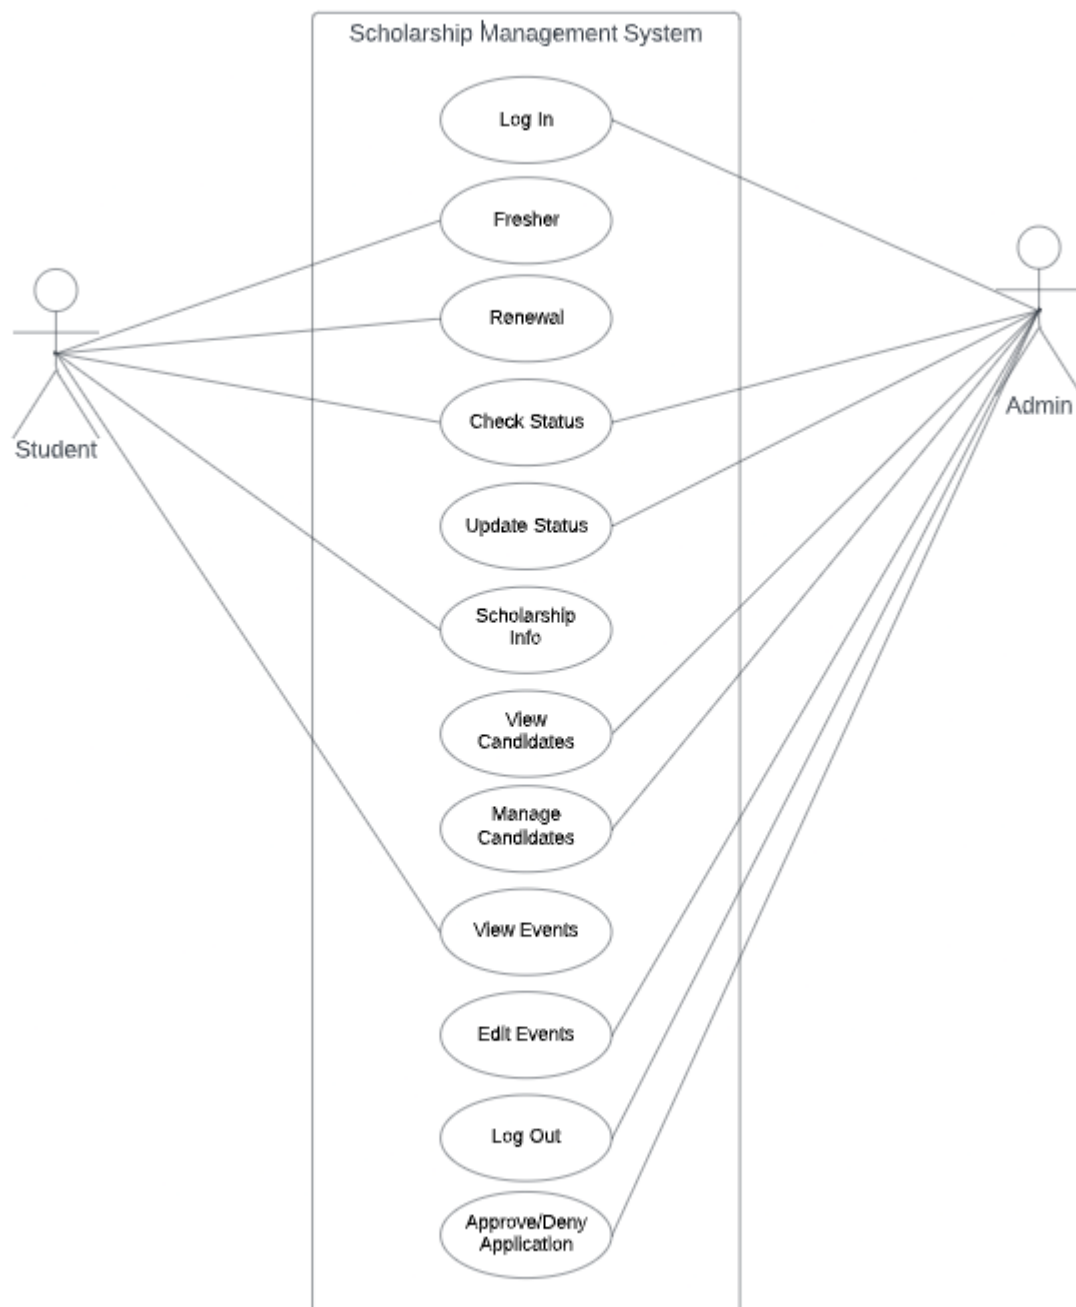 Scholarship Management System
Log In
Fresher
Renewal
Check Status
Student
Admin
Update Status
Scholarship
Info
View
Candidates
Manage
Candidates
View Events
Edit Events
Log Out
Approve/Deny
Application